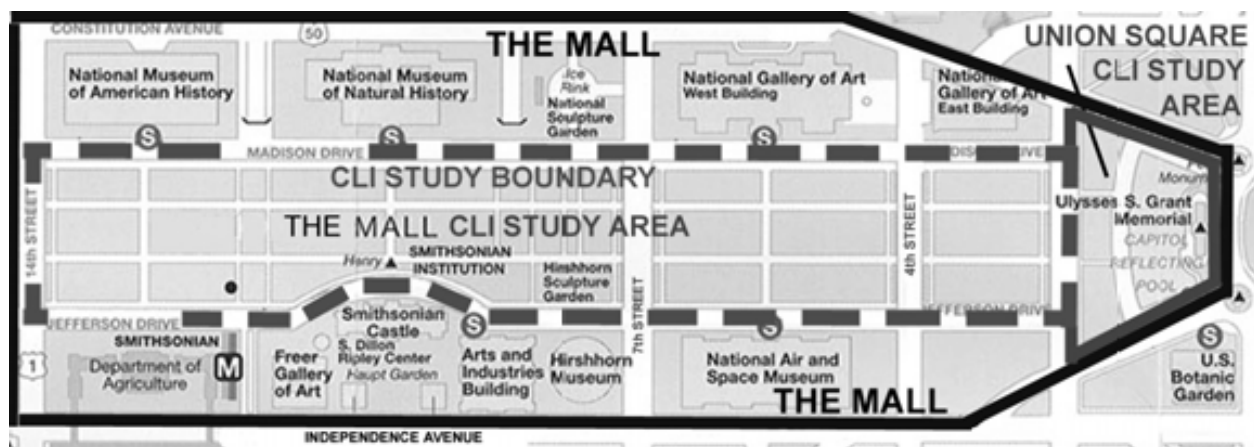 CONSTITUTION AVENUE
50
THE MALL
UNION SQUARE
CLI STUDY
AREA
National Museum
of American History
National Museum
of Natural History
Ice
Rink
National
Sculpture
Garden
National Gallery of Art
West Building
National
Gallery of Art
East Building
S
S
S
MADISON DRIVE
CLI STUDY BOUNDARY
THE MALL CLI STUDY AREA
14th STREET
Henry
SMITHSONIAN
INSTITUTION
Hirshhorn
Sculpture
Garden
7th STREET
4th STREET
Ulysses S. Grant
Memorial
CAPITOL
REFLECTING
POOL
JEFFERSON DRIVE
JEFFERSON DRIVE
SMITHSONIAN
1
Department of
Agriculture
M
Freer
Gallery
of Art
Smithsonian
Castle
S. Dillon
Ripley Center
Haupt Garden
S
Arts and
Industries
Building
Hirshhorn
Museum
S
National Air and
Space Museum
THE MALL
S
U.S.
Botanic
Garden
INDEPENDENCE AVENUE